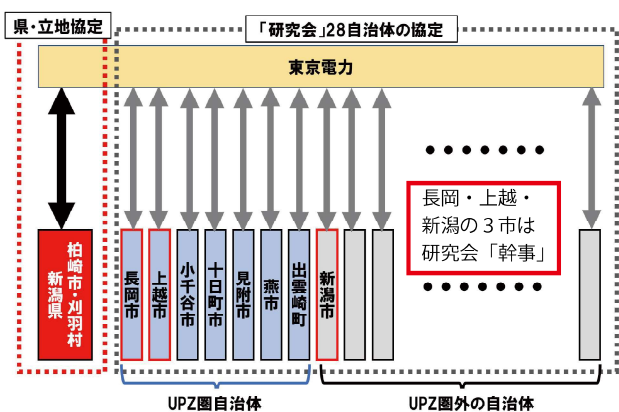 県・立地協定
「研究会」28自治体の協定
東京電力
長岡・上越・
新潟の３市は
研究会「幹事」
柏崎市・刈羽村
新潟県
長岡市
上越市
小千谷市
十日町市
見附市
燕市
出雲崎町
新潟市
UPZ圏自治体
UPZ圏外の自治体